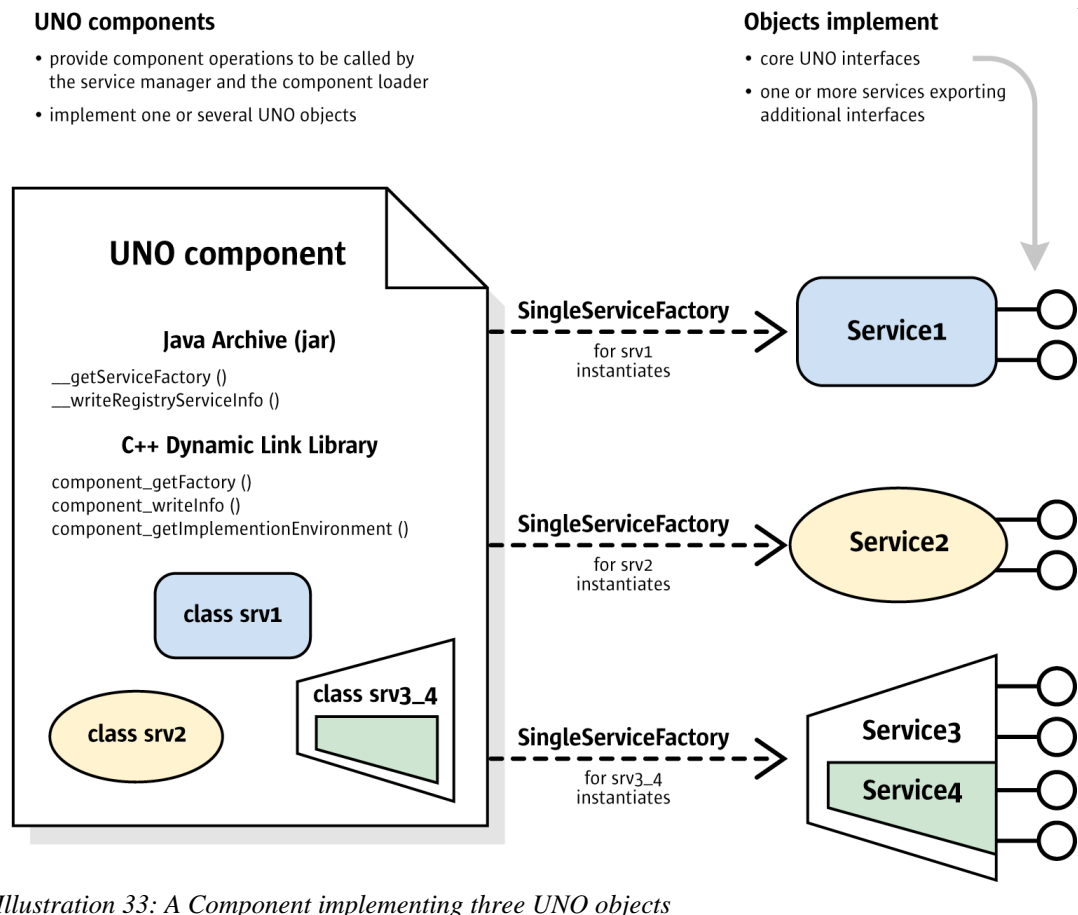 UNO components
• provide component operations to be called by
the service manager and the component loader
• implement one or several UNO objects
Objects implement
• core UNO interfaces
• one or more services exporting
additional interfaces
UNO component
Java Archive (jar)
__getServiceFactory ()
__writeRegistryServiceInfo ()
C++ Dynamic Link Library
component_getFactory ()
component_writeInfo ()
component_getImplementionEnvironment ()
class srv1
class srv2
class srv3_4
SingleServiceFactory
for srv1
instantiates
Service1
SingleServiceFactory
for srv2
instantiates
Service2
SingleServiceFactory
for srv3_4
instantiates
Service3
Service4
Illustration 33: A Component implementing three UNO objects